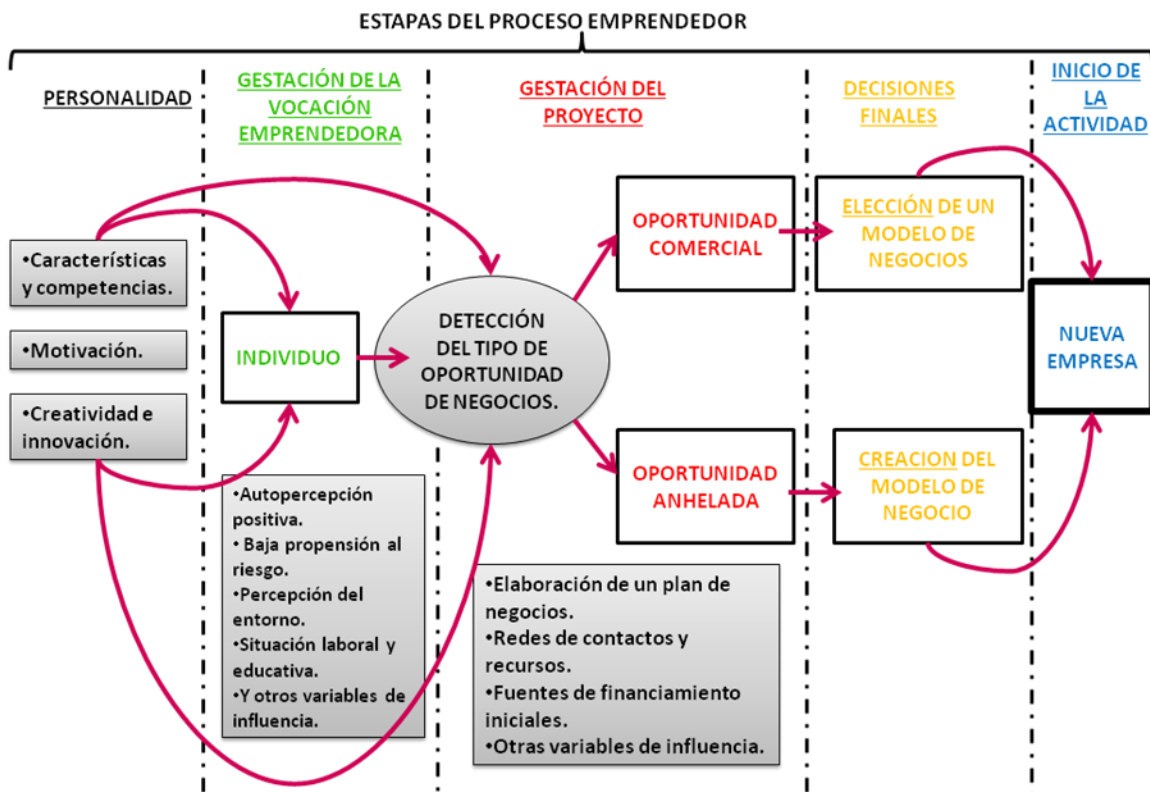 ESTAPAS DEL PROCESO EMPRENDEDOR
PERSONALIDAD
•Características
y competencias.
•Motivación.
•Creatividad e
innovación.
GESTACIÓN DE LA
VOCACIÓN
EMPRENDEDORA
INDIVIDUO
•Autopercepción
positiva.
• Baja propensión al
riesgo.
•Percepción del
entorno.
•Situación laboral y
educativa.
•Y otros variables de
influencia.
GESTACIÓN DEL
PROYECTO
DETECCIÓN
DEL TIPO DE
OPORTUNIDAD
DE NEGOCIOS.
OPORTUNIDAD
COMERCIAL
OPORTUNIDAD
ANHELADA
•Elaboración de un plan de
negocios.
•Redes de contactos y
recursos.
•Fuentes de financiamiento
iniciales.
•Otras variables de influencia.
DECISIONES
FINALES
ELECCIÓN DE UN
MODELO DE
NEGOCIOS
CREACION DEL
MODELO DE
NEGOCIO
INICIO DE
LA
ACTIVIDAD
NUEVA
EMPRESA